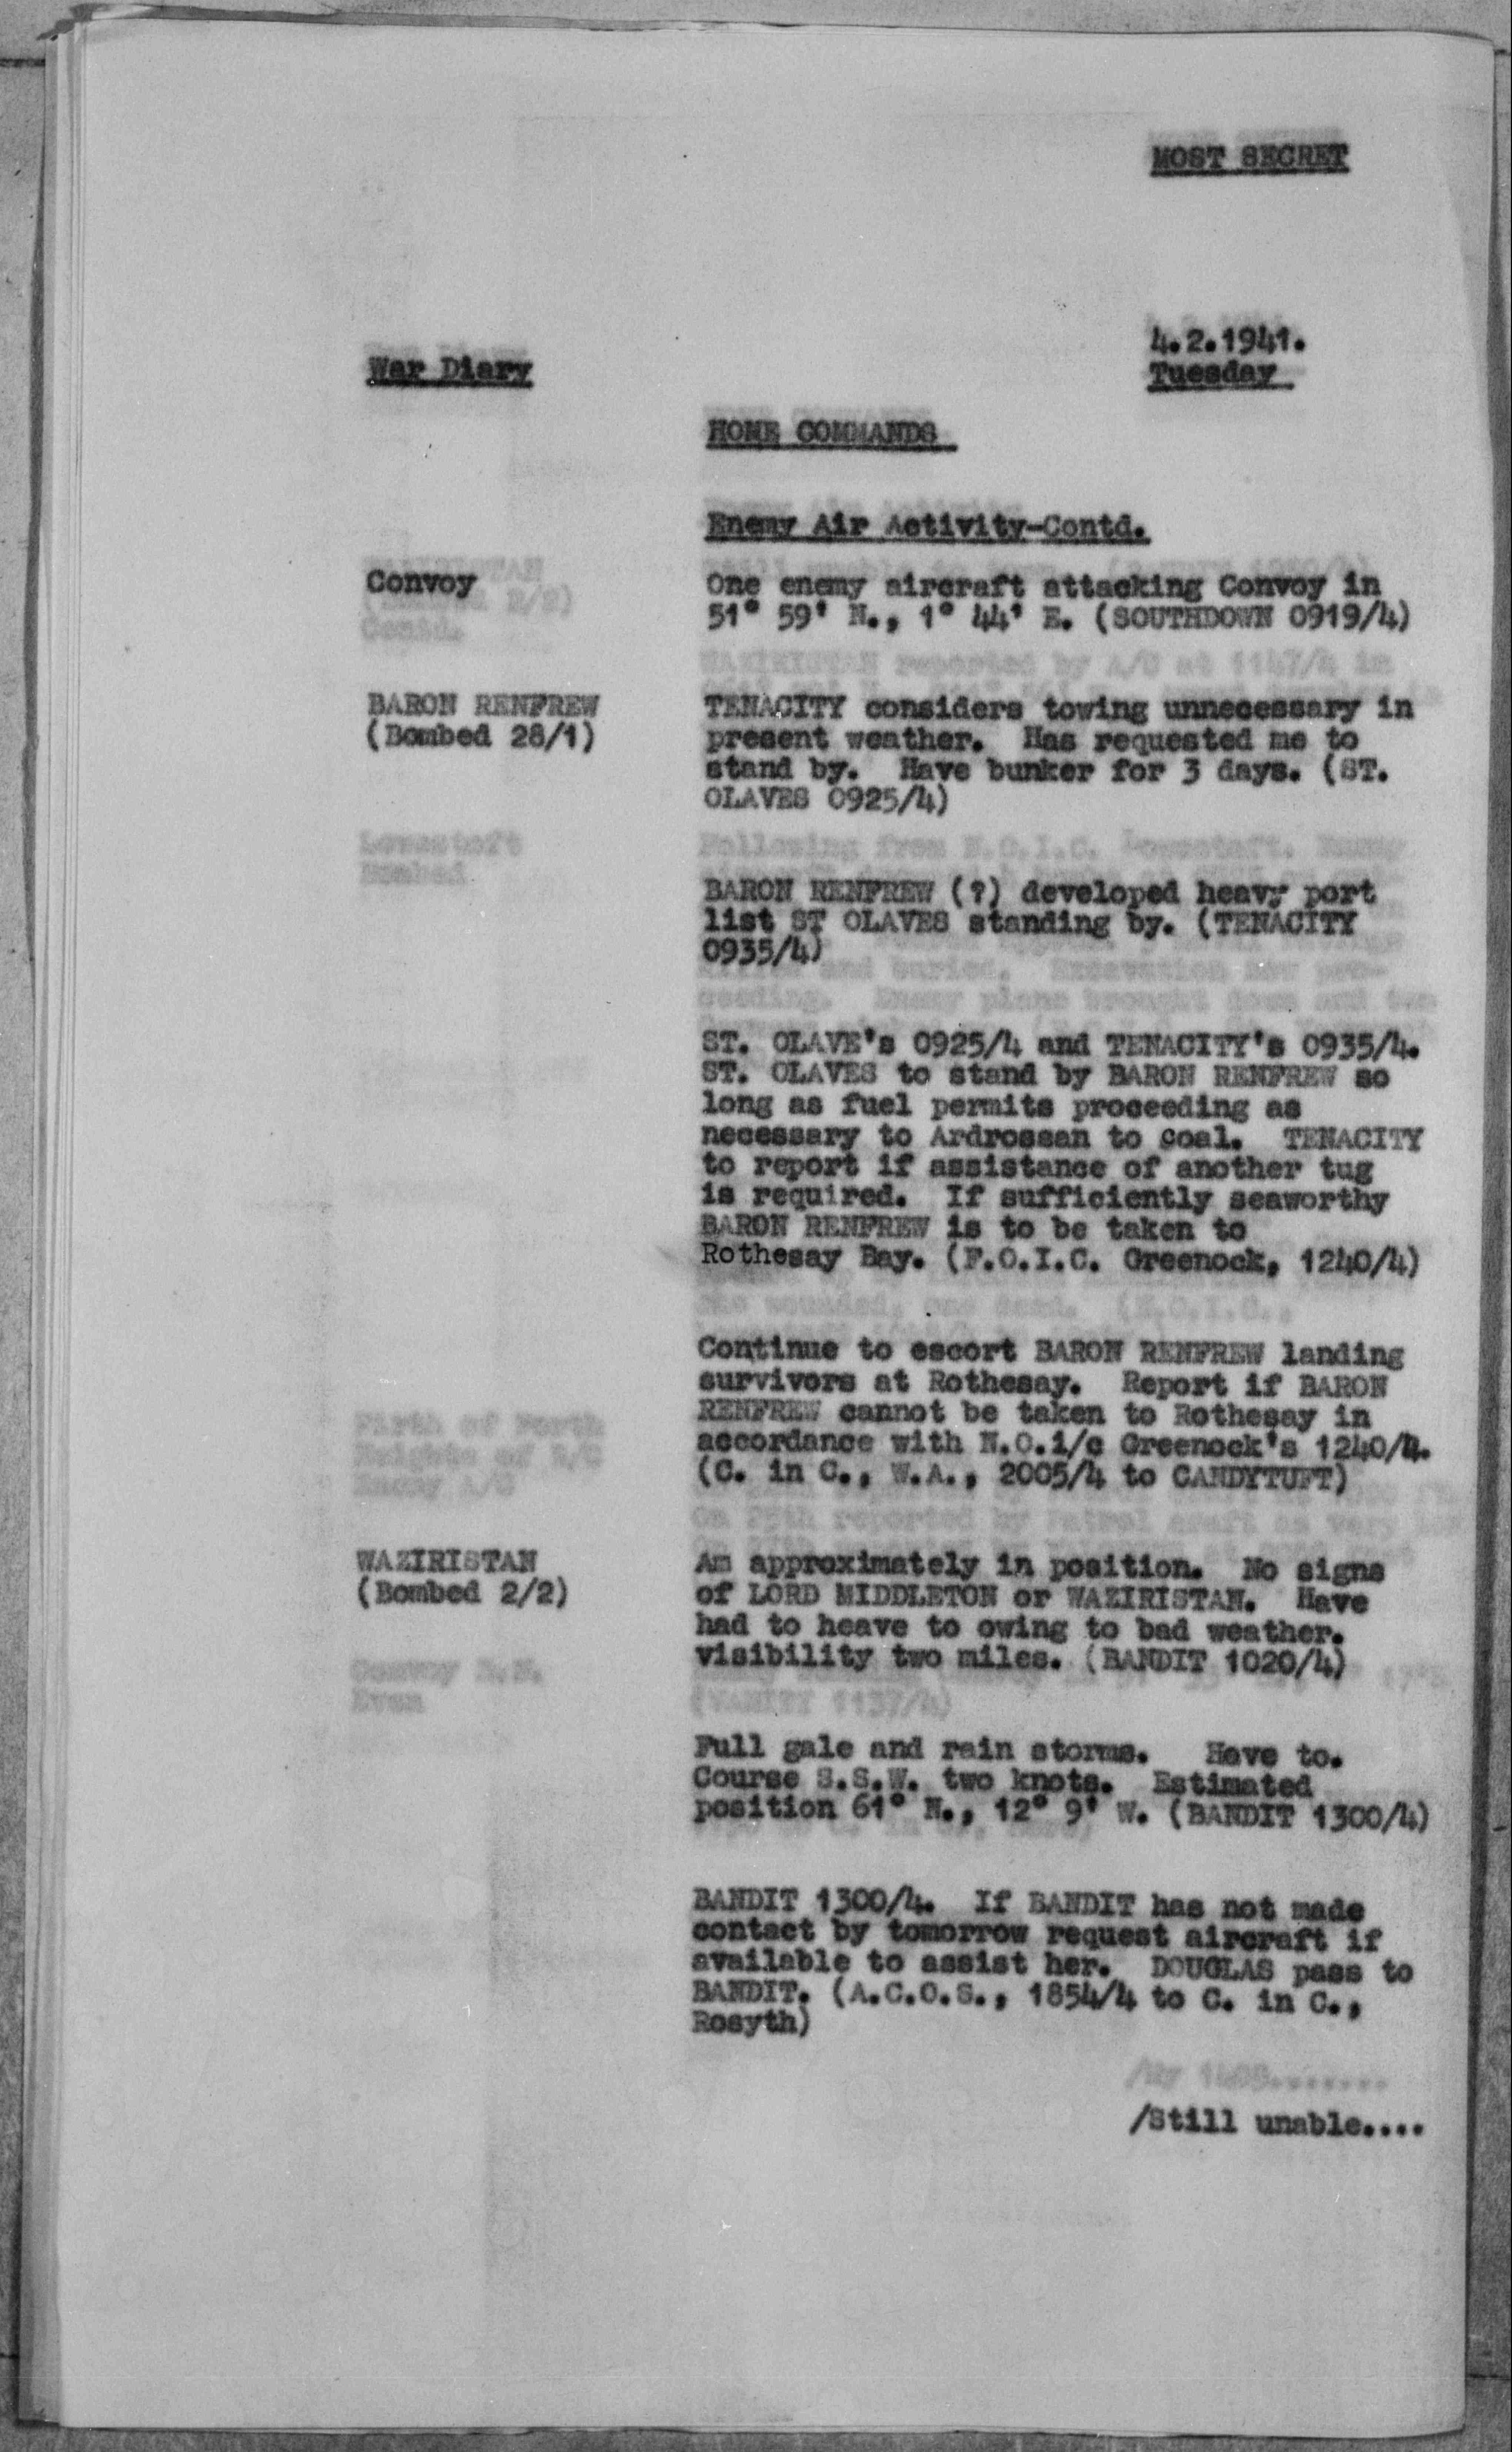 MOST SECRET
4.2.1941.
War Diary
Tuesday
HOME COMMANDS
Enemy Air Activity-Contd.
Convoy
One enemy aircraft attacking Convoy in
51° 59' N., 1° 44' E. (SOUTHDOWN 0919/4)
BARON RENFREW
(Bombed 28/1)
TENACITY considers towing unnecessary in
present weather. Has requested me to
stand by. Have bunker for 3 days. (ST.
OLAVES 0925/4)
BARON RENFREW (?) developed heavy port
list ST OLAVES standing by. (TENACITY
0935/4)
ST. OLAVE's 0925/4 and TENACITY's 0935/4.
ST. OLAVES to stand by BARON RENFREW so
long as fuel permits proceeding as
necessary to Ardrossan to coal. TENACITY
to report if assistance of another tug
is required. If sufficiently seaworthy
BARON RENFREW is to be taken to
Rothesay Bay. (F.O.I.C. Greenock, 1240/4)
Continue to escort BARON RENFREW landing
survivors at Rothesay. Report if BARON
RENFREW cannot be taken to Rothesay in
accordance with N.O.i/c Greenock's 1240/4.
(C. in C., W.A., 2005/4 to CANDYTUFT)
WAZIRISTAN
(Bombed 2/2)
Am approximately in position. No signs
of LORD MIDDLETON or WAZIRISTAN. Have
had to heave to owing to bad weather.
visibility two miles. (BANDIT 1020/4)
Full gale and rain storms. Hove to.
Course S.S.W. two knots. Estimated
position 61° N., 12° 9' W. (BANDIT 1300/4)
BANDIT 1300/4. If BANDIT has not made
contact by tomorrow request aircraft if
available to assist her. DOUGLAS pass to
BANDIT. (A.C.O.S., 1854/4 to C. in C.,
Rosyth)
/Still unable....